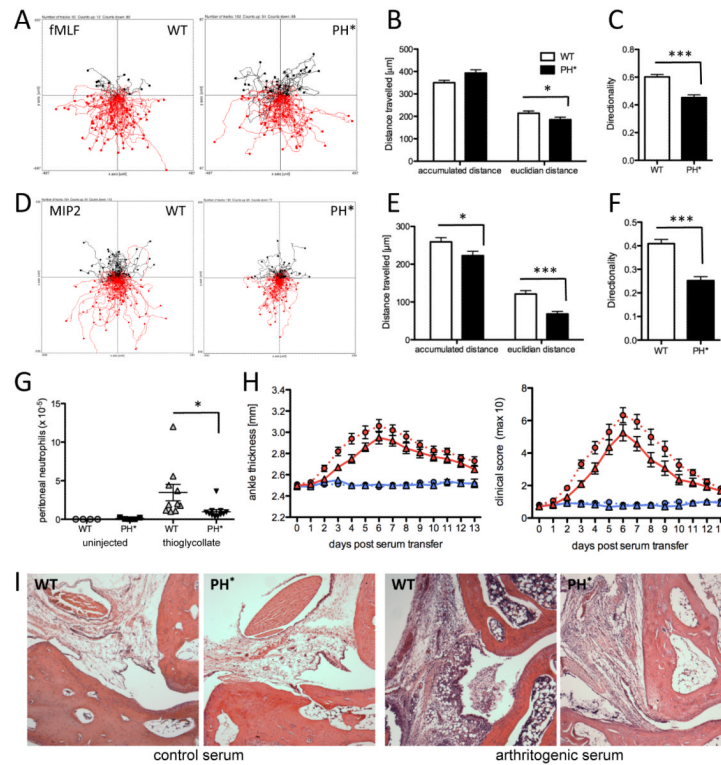 A
fMLF
WT
PH*
x axis [µm]
x axis [µm]
B
Distance travelled [µm]
400
300
200
100
0
WT
PH*
*
accumulated distance
euclidian distance
C
Directionality
0.8
0.6
0.4
0.2
0.0
***
WT
PH*
D
MIP2
WT
PH*
E
Distance travelled [µm]
300
200
100
0
*
***
accumulated distance
euclidian distance
F
Directionality
0.5
0.4
0.3
0.2
0.1
0.0
***
WT
PH*
G
peritoneal neutrophils (x 10⁻⁵)
15
10
5
0
*
WT
PH*
WT
PH*
uninjected
thioglycollate
H
ankle thickness [mm]
3.4
3.2
3.0
2.8
2.6
2.4
2.2
0 1 2 3 4 5 6 7 8 9 10 11 12 13
days post serum transfer
clinical score (max 10)
8
6
4
2
0
0 1 2 3 4 5 6 7 8 9 10 11 12
days post serum transfer
I
WT
PH*
WT
PH*
control serum
arthritogenic serum